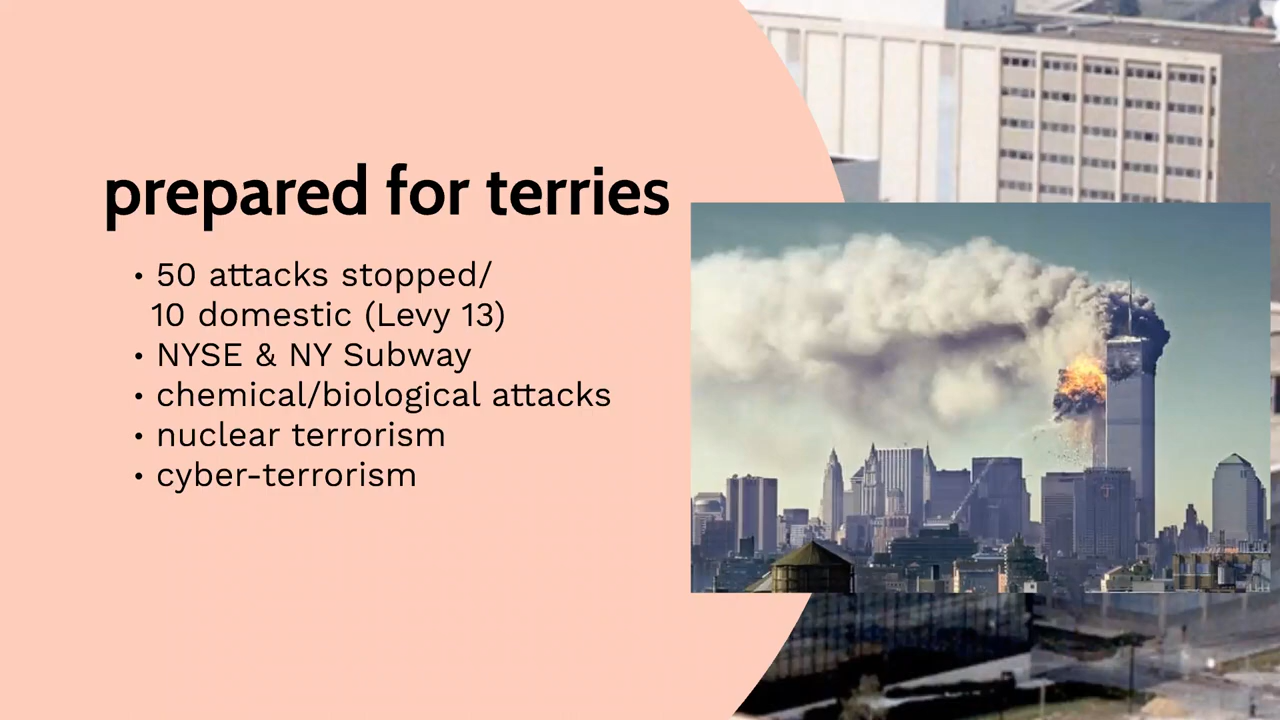 prepared for terries
• 50 attacks stopped/
10 domestic (Levy 13)
• NYSE & NY Subway
• chemical/biological attacks
• nuclear terrorism
• cyber-terrorism